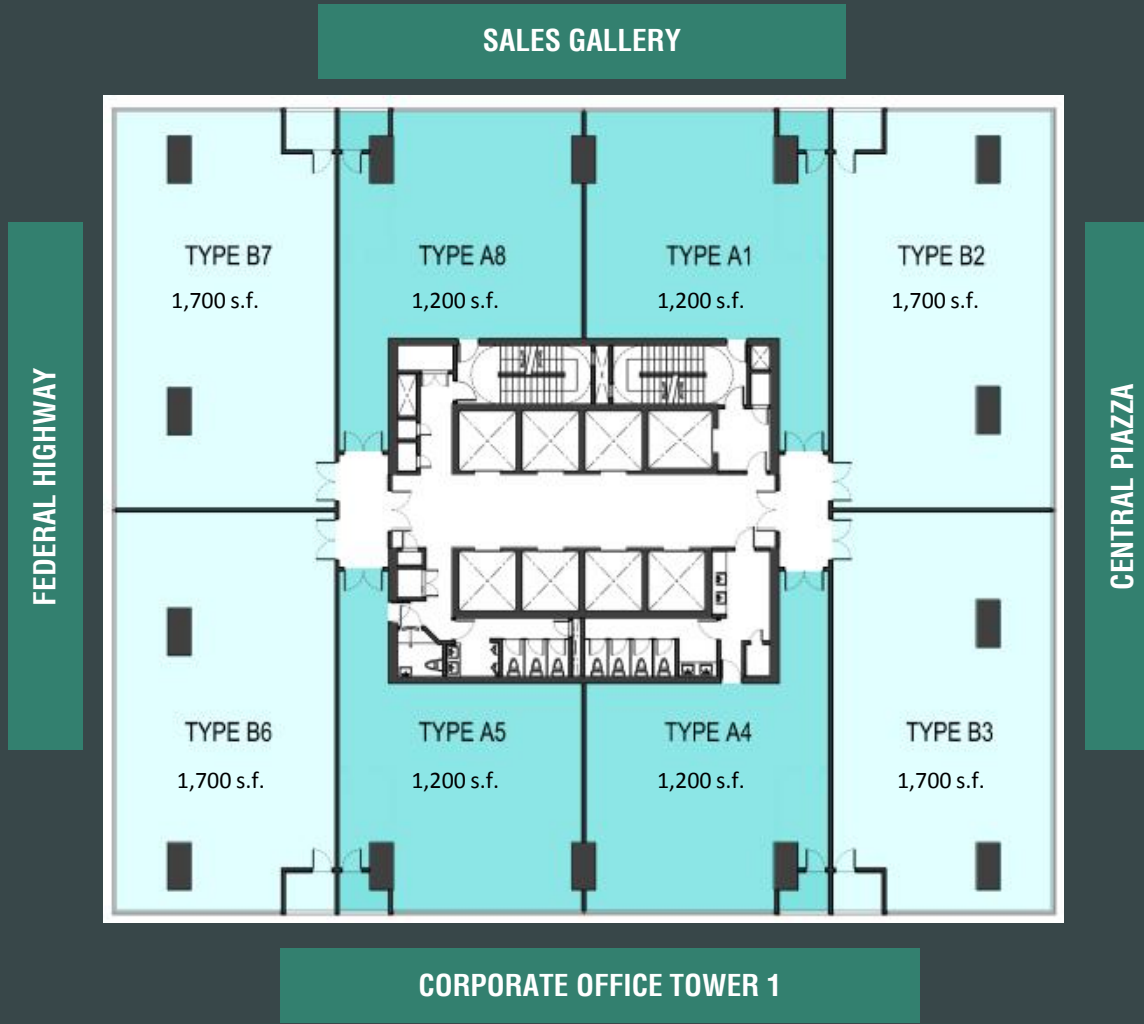 SALES GALLERY
TYPE B7
1,700 s.f.
TYPE A8
1,200 s.f.
TYPE A1
1,200 s.f.
TYPE B2
1,700 s.f.
FEDERAL HIGHWAY
CENTRAL PIAZZA
TYPE B6
1,700 s.f.
TYPE A5
1,200 s.f.
TYPE A4
1,200 s.f.
TYPE B3
1,700 s.f.
CORPORATE OFFICE TOWER 1